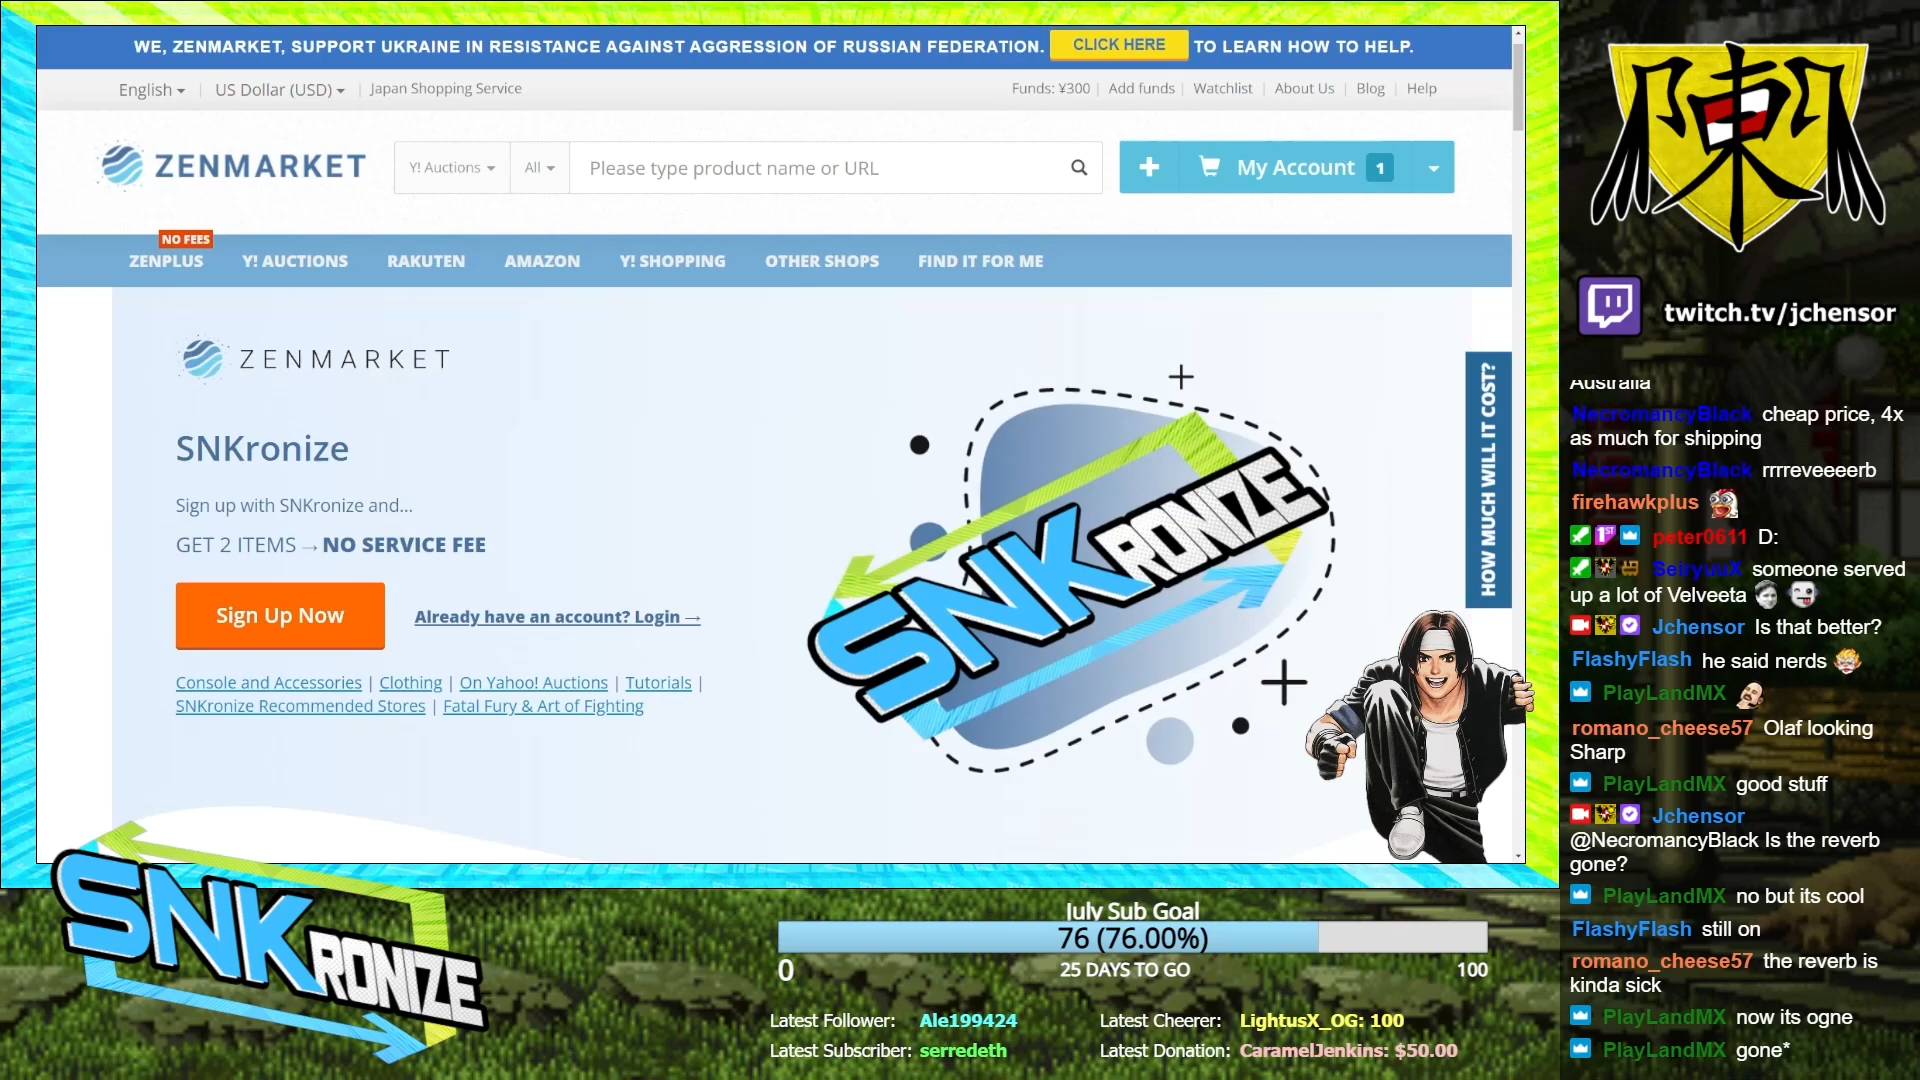 WE, ZENMARKET, SUPPORT UKRAINE IN RESISTANCE AGAINST AGGRESSION OF RUSSIAN FEDERATION. CLICK HERE TO LEARN HOW TO HELP.
English US Dollar (USD) Japan Shopping Service Funds: ¥300 Add funds Watchlist About Us Blog Help
ZENMARKET Y! Auctions All Please type product name or URL My Account 1
NO FEES
ZENPLUS Y! AUCTIONS RAKUTEN AMAZON Y! SHOPPING OTHER SHOPS FIND IT FOR ME
ZENMARKET
SNKronize
Sign up with SNKronize and...
GET 2 ITEMS → NO SERVICE FEE
Sign Up Now Already have an account? Login →
Console and Accessories | Clothing | On Yahoo! Auctions | Tutorials |
SNKronize Recommended Stores | Fatal Fury & Art of Fighting
SNKRONIZE
HOW MUCH WILL IT COST?
SNKRONIZE
July Sub Goal
76 (76.00%)
0 25 DAYS TO GO 100
Latest Follower: Ale199424 Latest Cheerer: LightusX_OG: 100
Latest Subscriber: serredeth Latest Donation: CaramelJenkins: $50.00
陳
twitch.tv/jchensor
Australia
NecromancyBlack cheap price, 4x
as much for shipping
NecromancyBlack rrrreveeeerb
firehawkplus
1ST peter0611 D:
SeiryuuX someone served
up a lot of Velveeta
Jchensor Is that better?
FlashyFlash he said nerds
PlayLandMX
romano_cheese57 Olaf looking
Sharp
PlayLandMX good stuff
Jchensor
@NecromancyBlack Is the reverb
gone?
PlayLandMX no but its cool
FlashyFlash still on
romano_cheese57 the reverb is
kinda sick
PlayLandMX now its ogne
PlayLandMX gone*